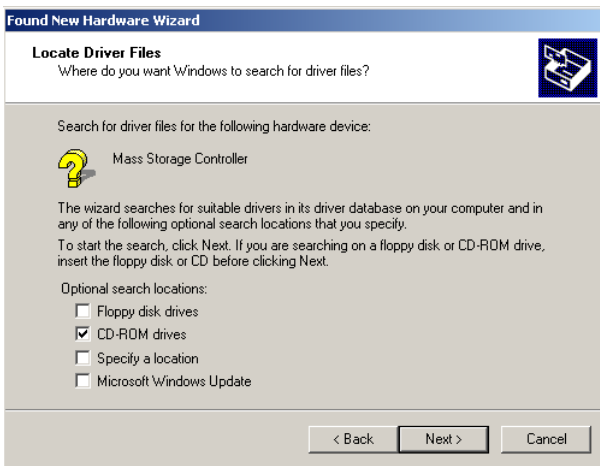 Found New Hardware Wizard
Locate Driver Files
Where do you want Windows to search for driver files?
Search for driver files for the following hardware device:
Mass Storage Controller
The wizard searches for suitable drivers in its driver database on your computer and in
any of the following optional search locations that you specify.
To start the search, click Next. If you are searching on a floppy disk or CD-ROM drive,
insert the floppy disk or CD before clicking Next.
Optional search locations:
Floppy disk drives
CD-ROM drives
Specify a location
Microsoft Windows Update
< Back Next > Cancel